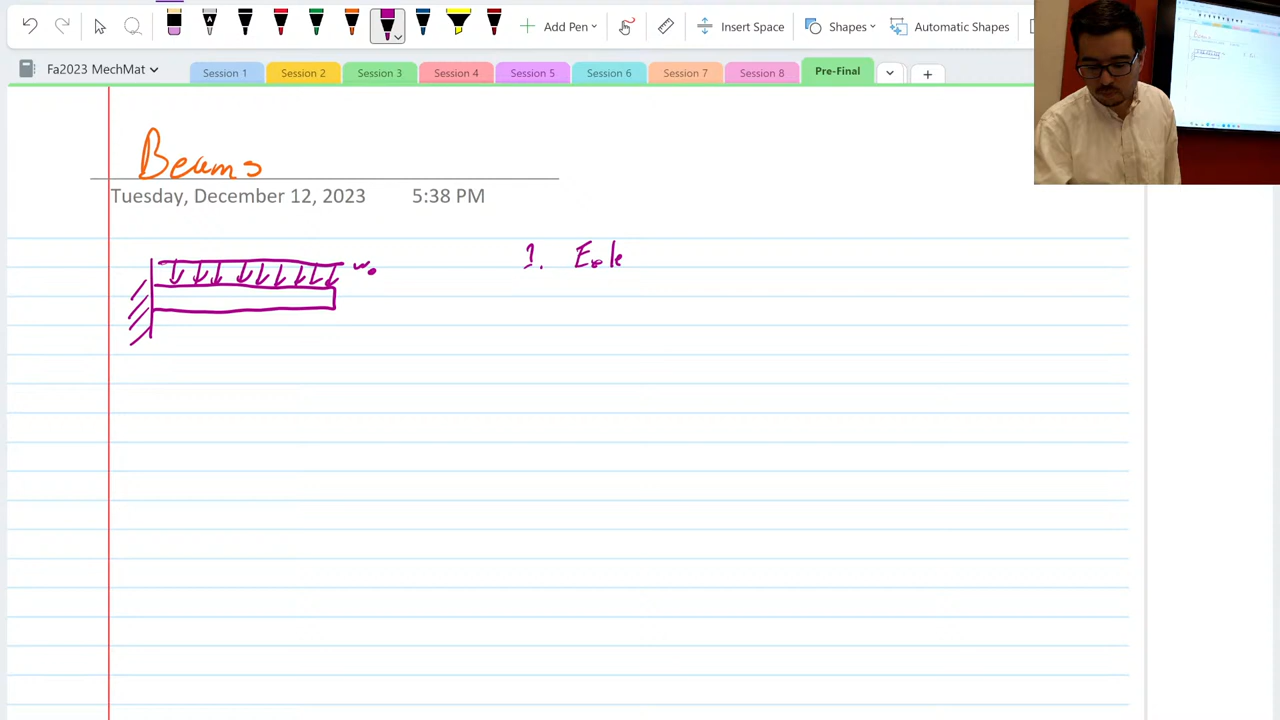 Add Pen
Insert Space
Shapes
Automatic Shapes
Fa2023 MechMat
Session 1
Session 2
Session 3
Session 4
Session 5
Session 6
Session 7
Session 8
Pre-Final
Beams
Tuesday, December 12, 2023 5:38 PM
w₀
1.